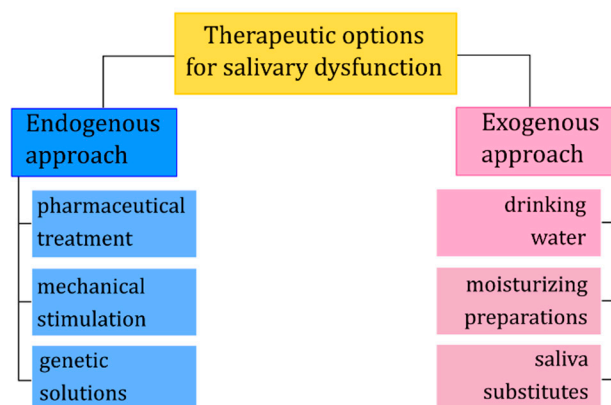 Therapeutic options
for salivary dysfunction
Endogenous
approach
pharmaceutical
treatment
mechanical
stimulation
genetic
solutions
Exogenous
approach
drinking
water
moisturizing
preparations
saliva
substitutes